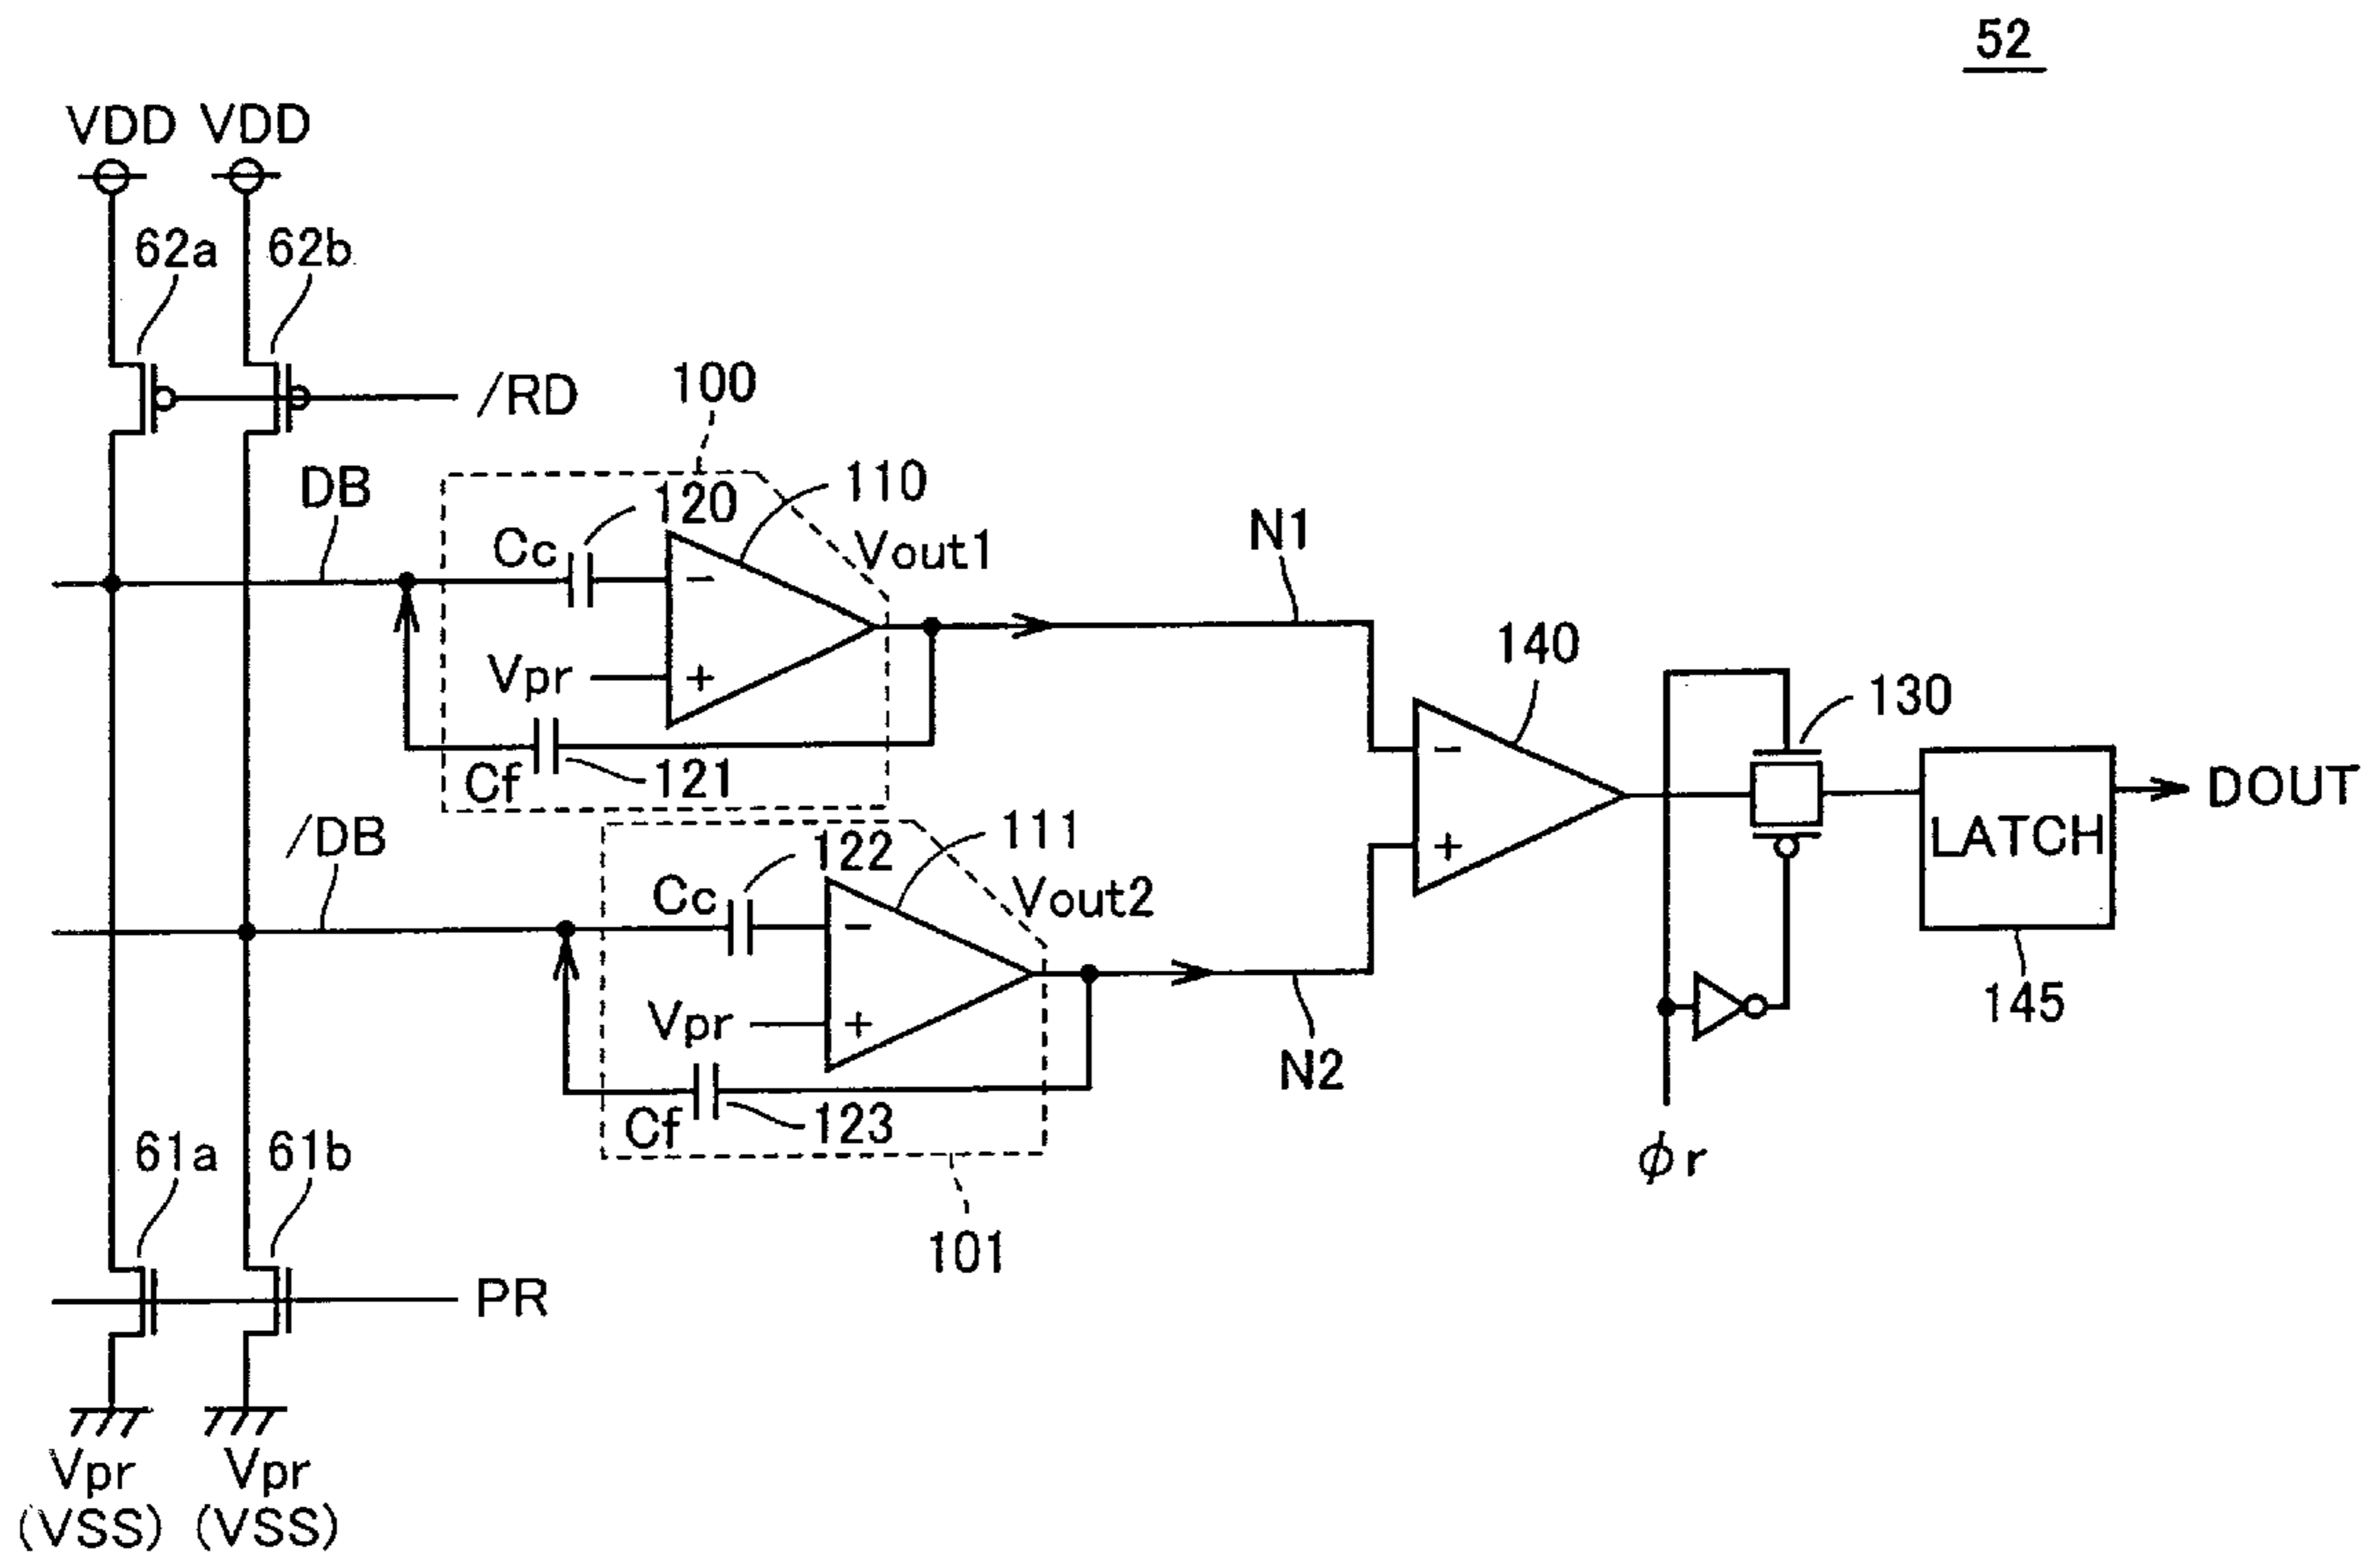 52
VDD VDD
62a 62b
/RD
100
DB
120
110
Cc
Vout1
N1
−
Vpr
+
140
130
Cf
121
/DB
122
111
Cc
Vout2
−
+
LATCH
DOUT
145
−
Vpr
+
N2
Cf
123
61a 61b
φr
101
PR
Vpr Vpr
(VSS) (VSS)